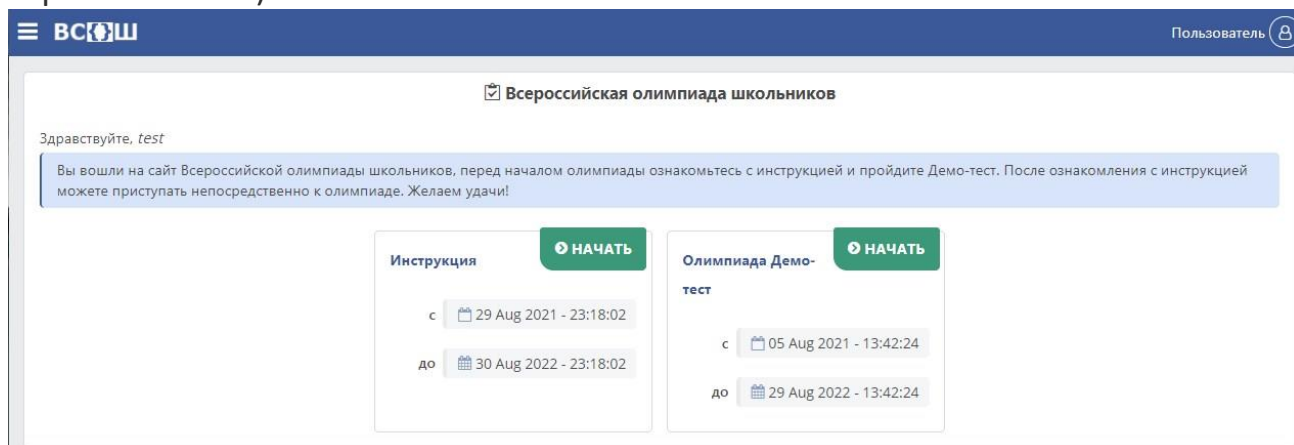 ВСОШ
Пользователь
Всероссийская олимпиада школьников
Здравствуйте, test
Вы вошли на сайт Всероссийской олимпиады школьников, перед началом олимпиады ознакомьтесь с инструкцией и пройдите Демо-тест. После ознакомления с инструкцией
можете приступать непосредственно к олимпиаде. Желаем удачи!
Инструкция
НАЧАТЬ
с 29 Aug 2021 - 23:18:02
до 30 Aug 2022 - 23:18:02
Олимпиада Демо-
тест
НАЧАТЬ
с 05 Aug 2021 - 13:42:24
до 29 Aug 2022 - 13:42:24